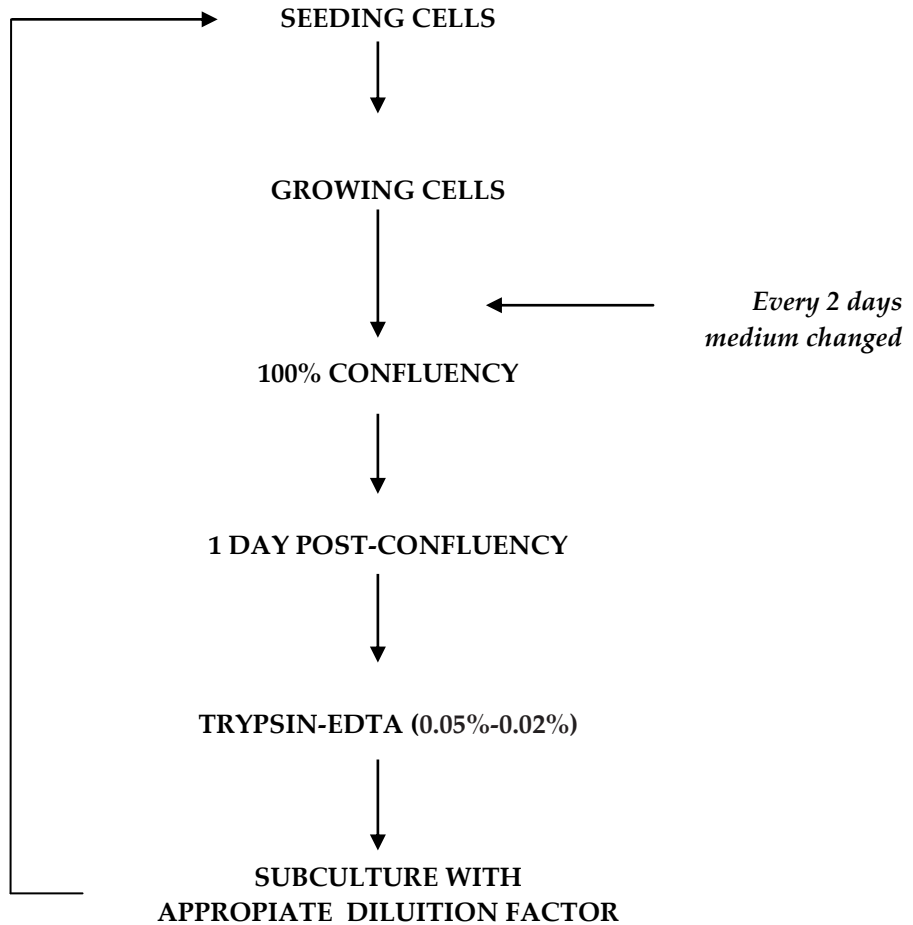 SEEDING CELLS
GROWING CELLS
Every 2 days
medium changed
100% CONFLUENCY
1 DAY POST-CONFLUENCY
TRYPSIN-EDTA (0.05%-0.02%)
SUBCULTURE WITH
APPROPIATE DILUITION FACTOR